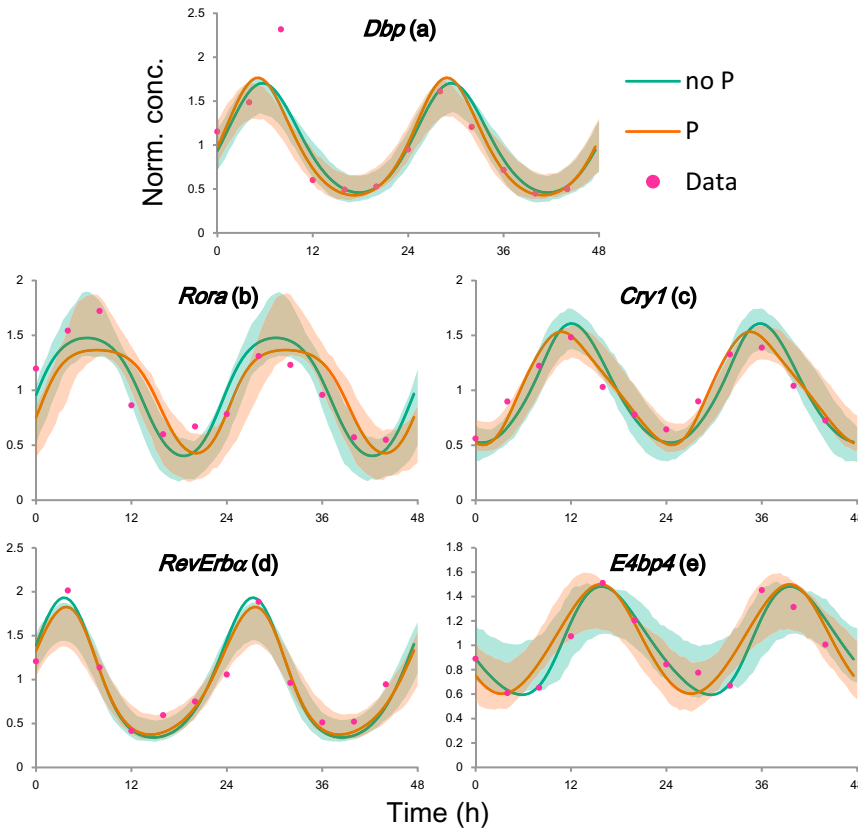 Dbp (a)
Norm. conc.
2.5
2
1.5
1
0.5
0
0 12 24 36 48
no P
P
Data
Rora (b)
2
1.5
1
0.5
0
0 12 24 36 48
Cry1 (c)
2
1.5
1
0.5
0
0 12 24 36 48
RevErbα (d)
2.5
2
1.5
1
0.5
0
0 12 24 36 48
E4bp4 (e)
1.8
1.6
1.4
1.2
1
0.8
0.6
0.4
0.2
0
0 12 24 36 48
Time (h)